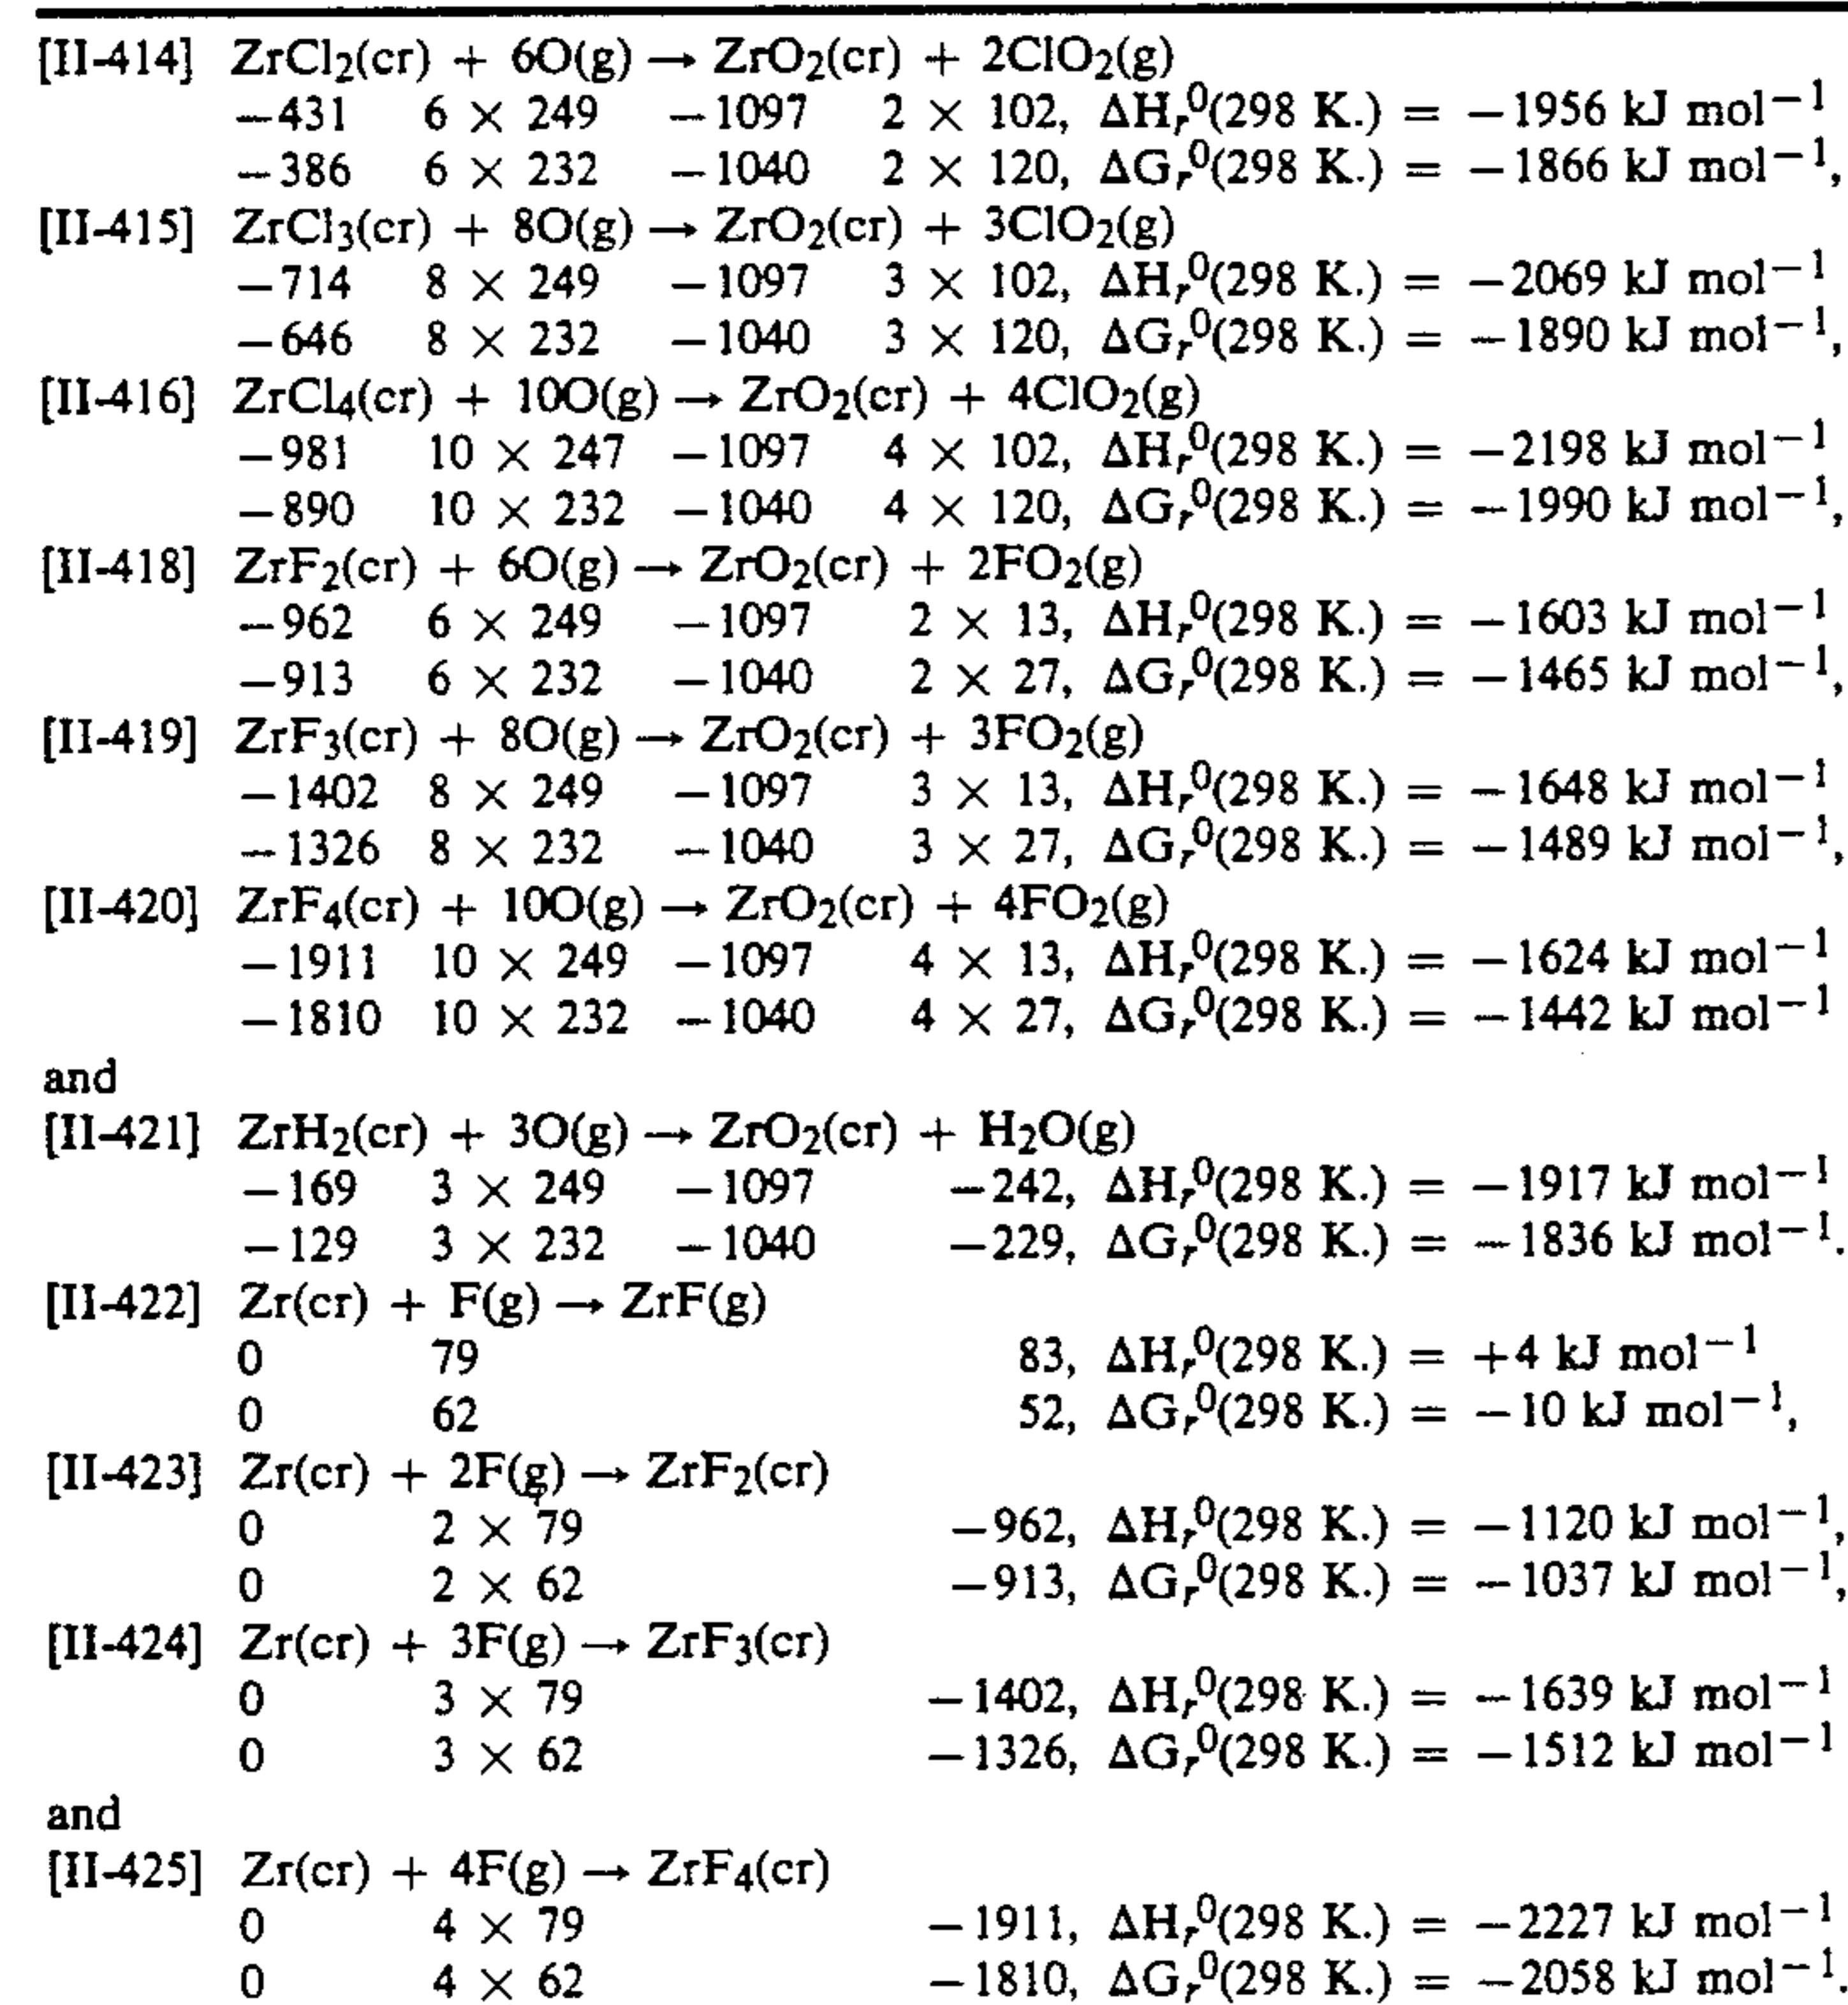 [II-414] ZrCl₂(cr) + 6O(g) → ZrO₂(cr) + 2ClO₂(g)
−431 6 × 249 −1097 2 × 102, ΔHᵣ⁰(298 K.) = −1956 kJ mol⁻¹
−386 6 × 232 −1040 2 × 120, ΔGᵣ⁰(298 K.) = −1866 kJ mol⁻¹,
[II-415] ZrCl₃(cr) + 8O(g) → ZrO₂(cr) + 3ClO₂(g)
−714 8 × 249 −1097 3 × 102, ΔHᵣ⁰(298 K.) = −2069 kJ mol⁻¹
−646 8 × 232 −1040 3 × 120, ΔGᵣ⁰(298 K.) = −1890 kJ mol⁻¹,
[II-416] ZrCl₄(cr) + 10O(g) → ZrO₂(cr) + 4ClO₂(g)
−981 10 × 247 −1097 4 × 102, ΔHᵣ⁰(298 K.) = −2198 kJ mol⁻¹
−890 10 × 232 −1040 4 × 120, ΔGᵣ⁰(298 K.) = −1990 kJ mol⁻¹,
[II-418] ZrF₂(cr) + 6O(g) → ZrO₂(cr) + 2FO₂(g)
−962 6 × 249 −1097 2 × 13, ΔHᵣ⁰(298 K.) = −1603 kJ mol⁻¹
−913 6 × 232 −1040 2 × 27, ΔGᵣ⁰(298 K.) = −1465 kJ mol⁻¹,
[II-419] ZrF₃(cr) + 8O(g) → ZrO₂(cr) + 3FO₂(g)
−1402 8 × 249 −1097 3 × 13, ΔHᵣ⁰(298 K.) = −1648 kJ mol⁻¹
−1326 8 × 232 −1040 3 × 27, ΔGᵣ⁰(298 K.) = −1489 kJ mol⁻¹,
[II-420] ZrF₄(cr) + 10O(g) → ZrO₂(cr) + 4FO₂(g)
−1911 10 × 249 −1097 4 × 13, ΔHᵣ⁰(298 K.) = −1624 kJ mol⁻¹
−1810 10 × 232 −1040 4 × 27, ΔGᵣ⁰(298 K.) = −1442 kJ mol⁻¹
and
[II-421] ZrH₂(cr) + 3O(g) → ZrO₂(cr) + H₂O(g)
−169 3 × 249 −1097 −242, ΔHᵣ⁰(298 K.) = −1917 kJ mol⁻¹
−129 3 × 232 −1040 −229, ΔGᵣ⁰(298 K.) = −1836 kJ mol⁻¹.
[II-422] Zr(cr) + F(g) → ZrF(g)
0 79 83, ΔHᵣ⁰(298 K.) = +4 kJ mol⁻¹
0 62 52, ΔGᵣ⁰(298 K.) = −10 kJ mol⁻¹,
[II-423] Zr(cr) + 2F(g) → ZrF₂(cr)
0 2 × 79 −962, ΔHᵣ⁰(298 K.) = −1120 kJ mol⁻¹,
0 2 × 62 −913, ΔGᵣ⁰(298 K.) = −1037 kJ mol⁻¹,
[II-424] Zr(cr) + 3F(g) → ZrF₃(cr)
0 3 × 79 −1402, ΔHᵣ⁰(298 K.) = −1639 kJ mol⁻¹
0 3 × 62 −1326, ΔGᵣ⁰(298 K.) = −1512 kJ mol⁻¹
and
[II-425] Zr(cr) + 4F(g) → ZrF₄(cr)
0 4 × 79 −1911, ΔHᵣ⁰(298 K.) = −2227 kJ mol⁻¹
0 4 × 62 −1810, ΔGᵣ⁰(298 K.) = −2058 kJ mol⁻¹.